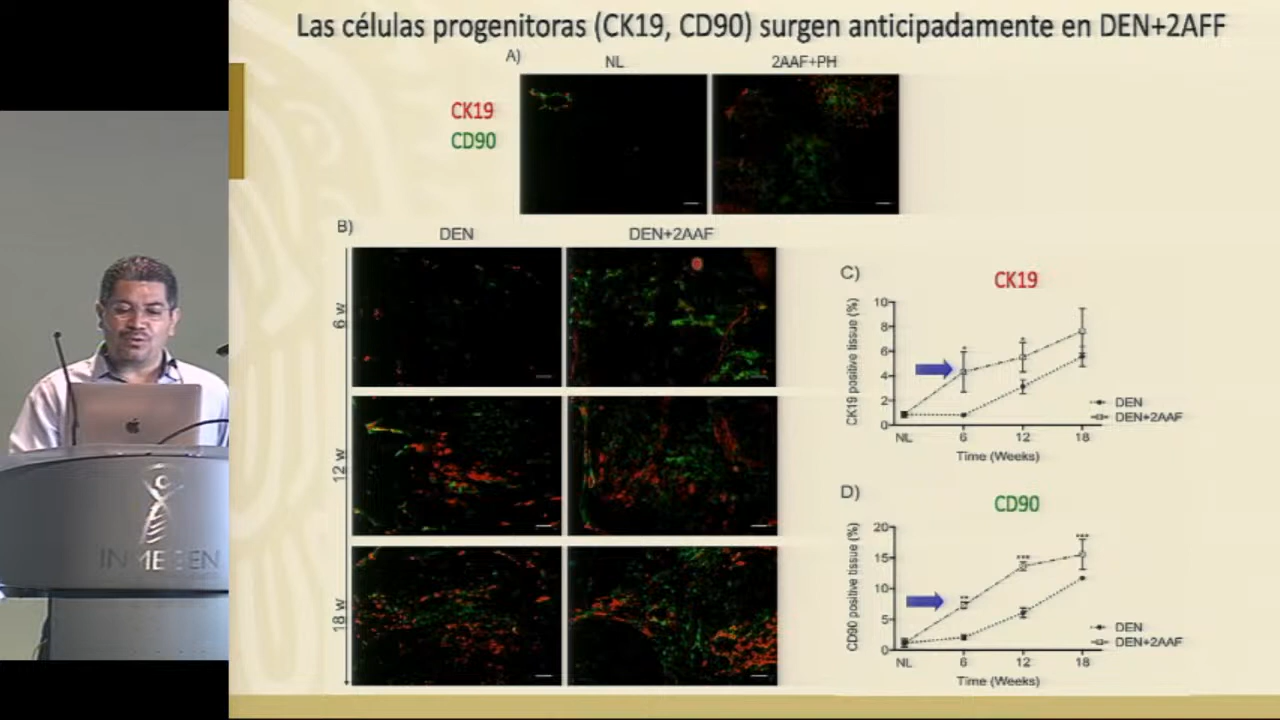 Las células progenitoras (CK19, CD90) surgen anticipadamente en DEN+2AFF
A)
NL
2AAF+PH
CK19
CD90
B)
DEN
DEN+2AAF
6 w
12 w
18 w
C)
CK19
CK19 positive tissue (%)
10
8
6
4
2
0
NL
6
12
18
Time (Weeks)
DEN
DEN+2AAF
D)
CD90
CD90 positive tissue (%)
20
15
10
5
0
NL
6
12
18
Time (Weeks)
DEN
DEN+2AAF
INMEGEN